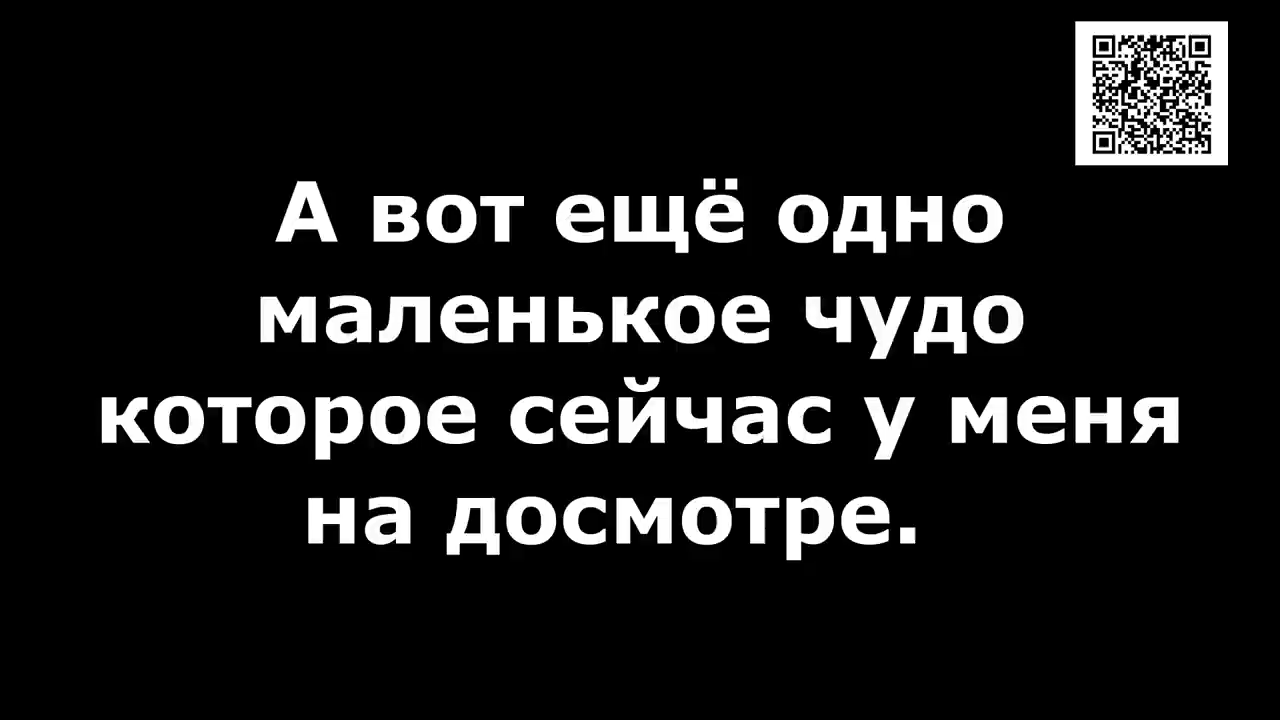 А вот ещё одно
маленькое чудо
которое сейчас у меня
на досмотре.